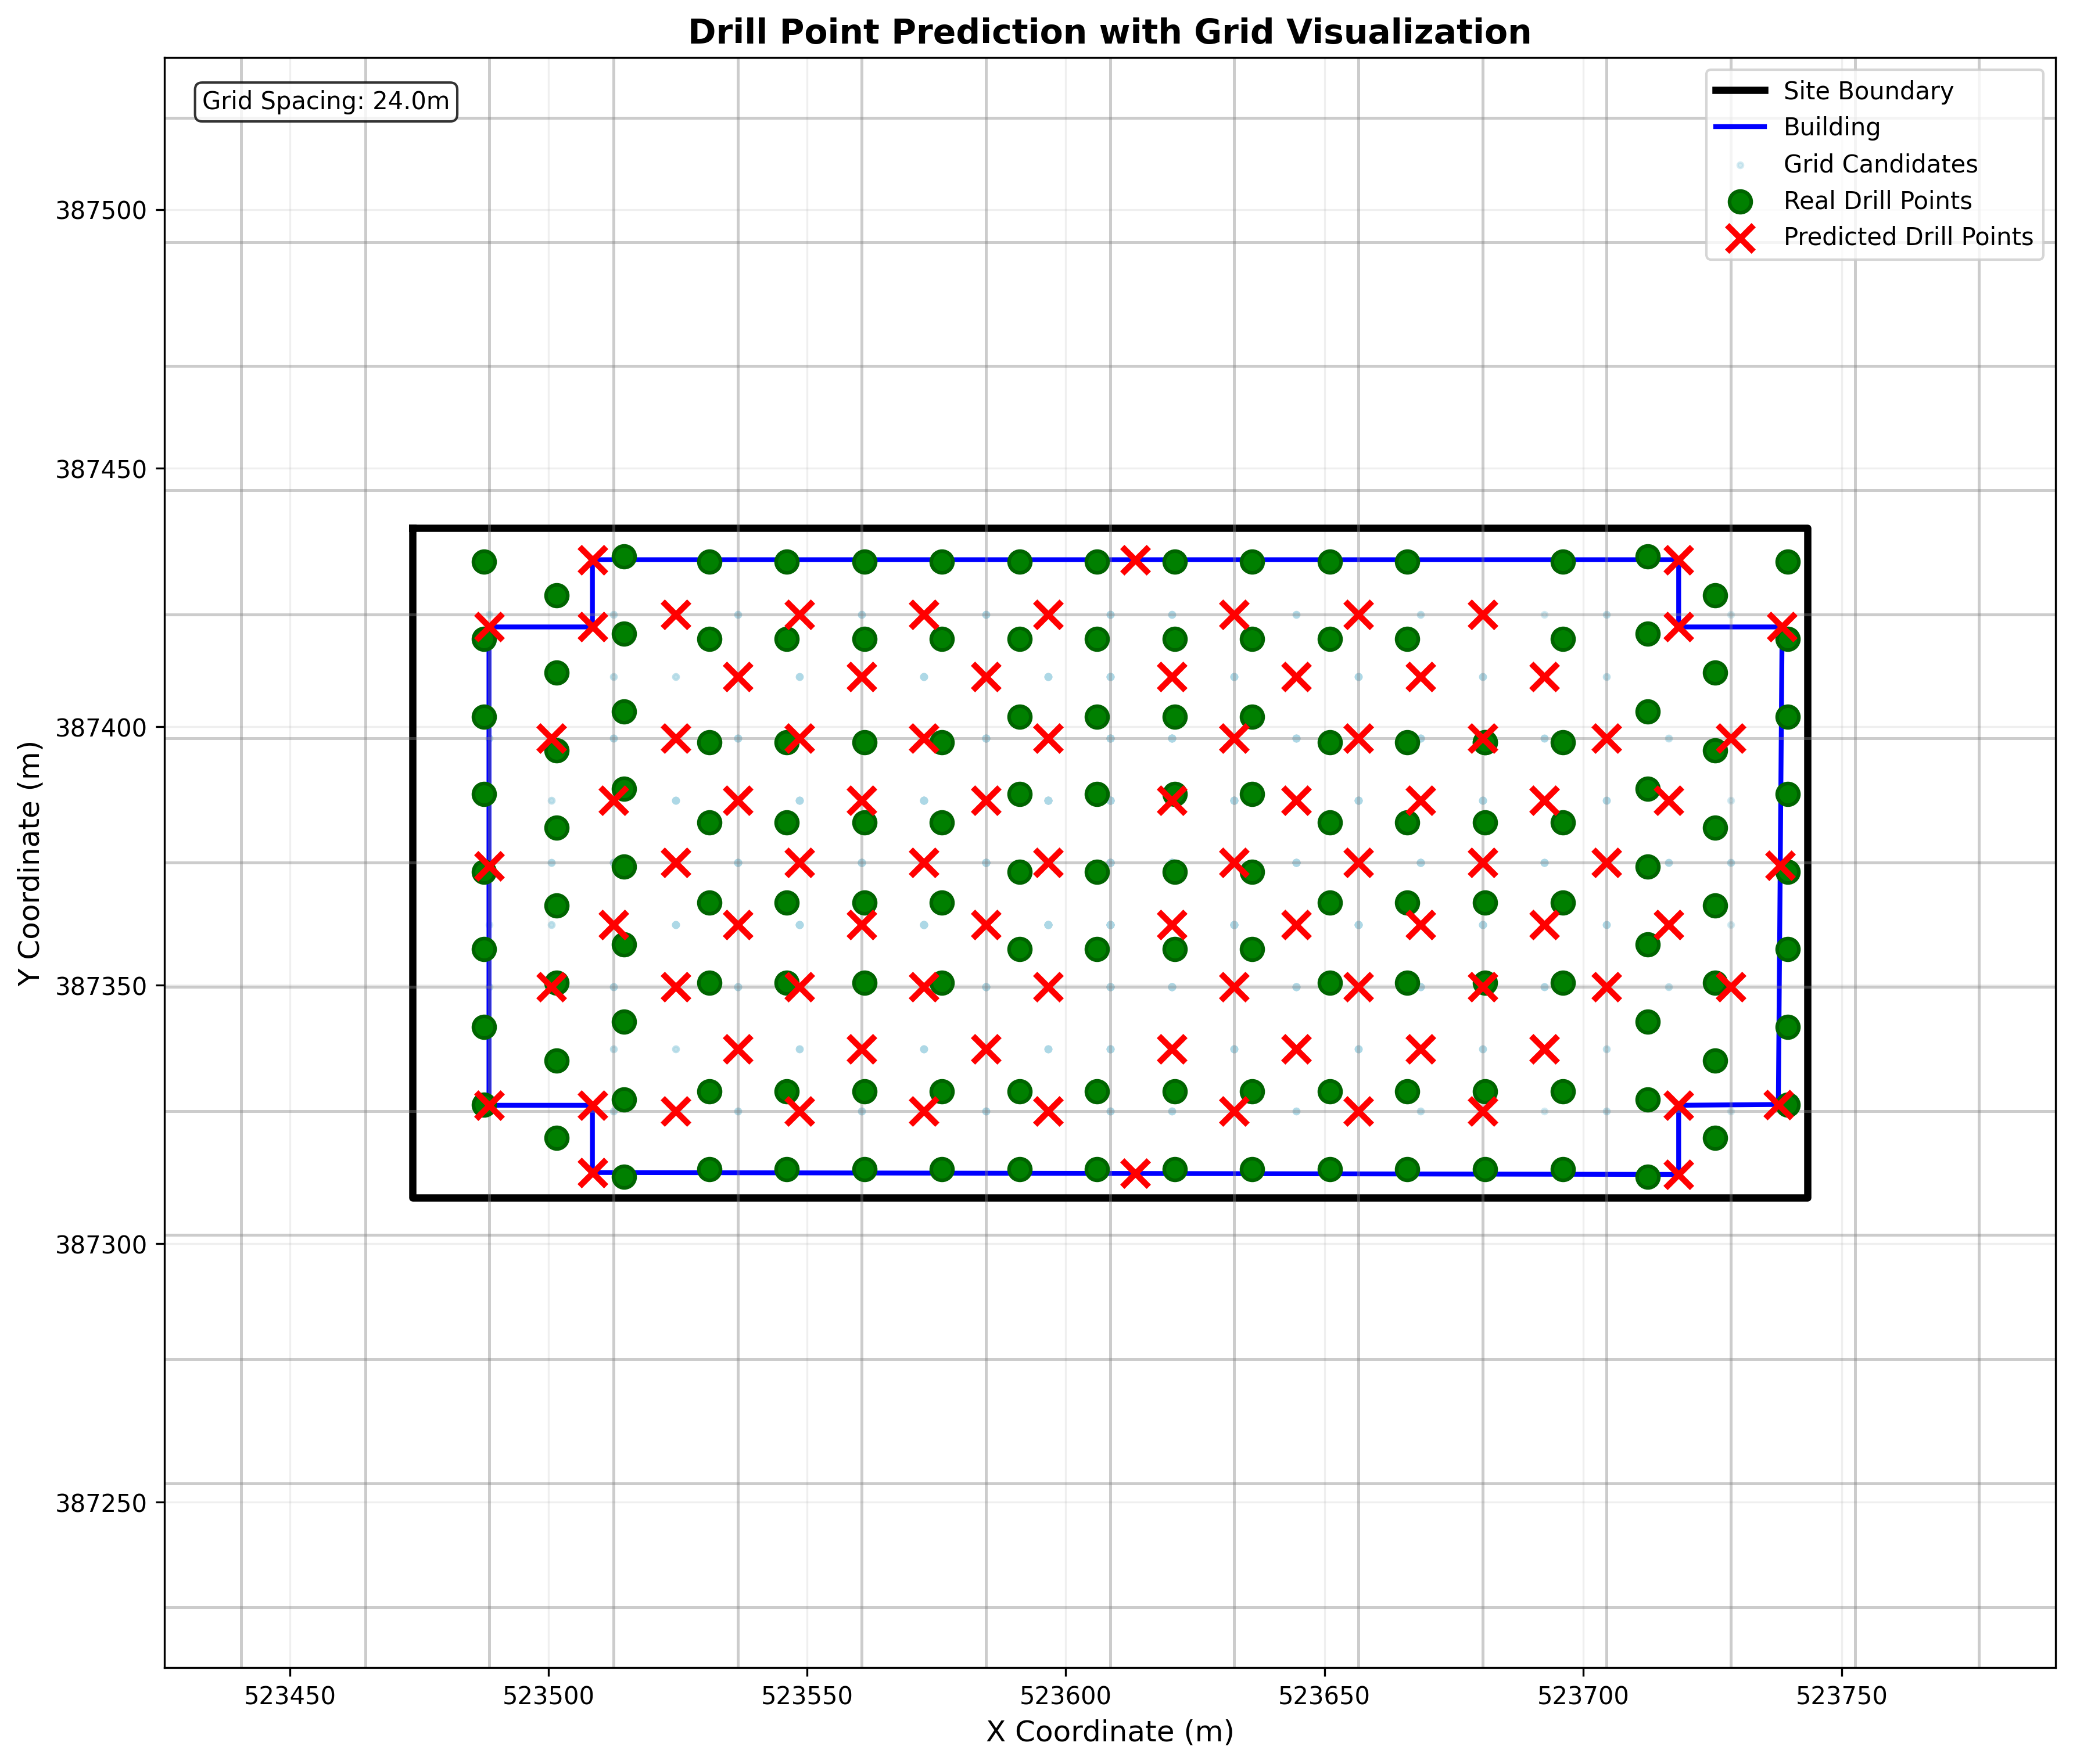 Drill Point Prediction with Grid Visualization
Grid Spacing: 24.0m
Site Boundary
Building
Grid Candidates
Real Drill Points
Predicted Drill Points
387500
387450
387400
387350
387300
387250
Y Coordinate (m)
523450
523500
523550
523600
523650
523700
523750
X Coordinate (m)